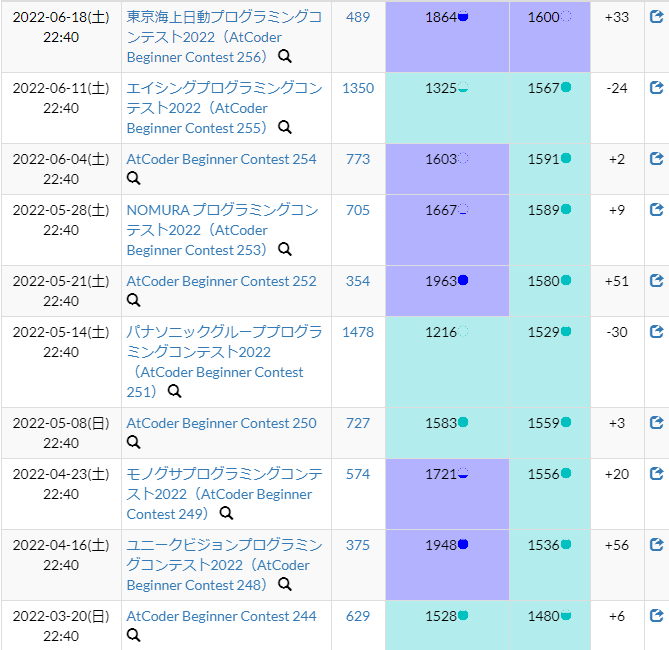 2022-06-18(土) 東京海上日動プログラミングコ 489 1864 1600 +33
22:40 ンテスト2022（AtCoder
Beginner Contest 256）
2022-06-11(土) エイシングプログラミングコン 1350 1325 1567 -24
22:40 テスト2022（AtCoder
Beginner Contest 255）
2022-06-04(土) AtCoder Beginner Contest 254 773 1603 1591 +2
22:40
2022-05-28(土) NOMURA プログラミングコン 705 1667 1589 +9
22:40 テスト2022（AtCoder
Beginner Contest 253）
2022-05-21(土) AtCoder Beginner Contest 252 354 1963 1580 +51
22:40
2022-05-14(土) パナソニックグループプログラ 1478 1216 1529 -30
22:40 ミングコンテスト2022
（AtCoder Beginner Contest
251）
2022-05-08(日) AtCoder Beginner Contest 250 727 1583 1559 +3
22:40
2022-04-23(土) モノグサプログラミングコンテ 574 1721 1556 +20
22:40 スト2022（AtCoder Beginner
Contest 249）
2022-04-16(土) ユニークビジョンプログラミン 375 1948 1536 +56
22:40 グコンテスト2022（AtCoder
Beginner Contest 248）
2022-03-20(日) AtCoder Beginner Contest 244 629 1528 1480 +6
22:40